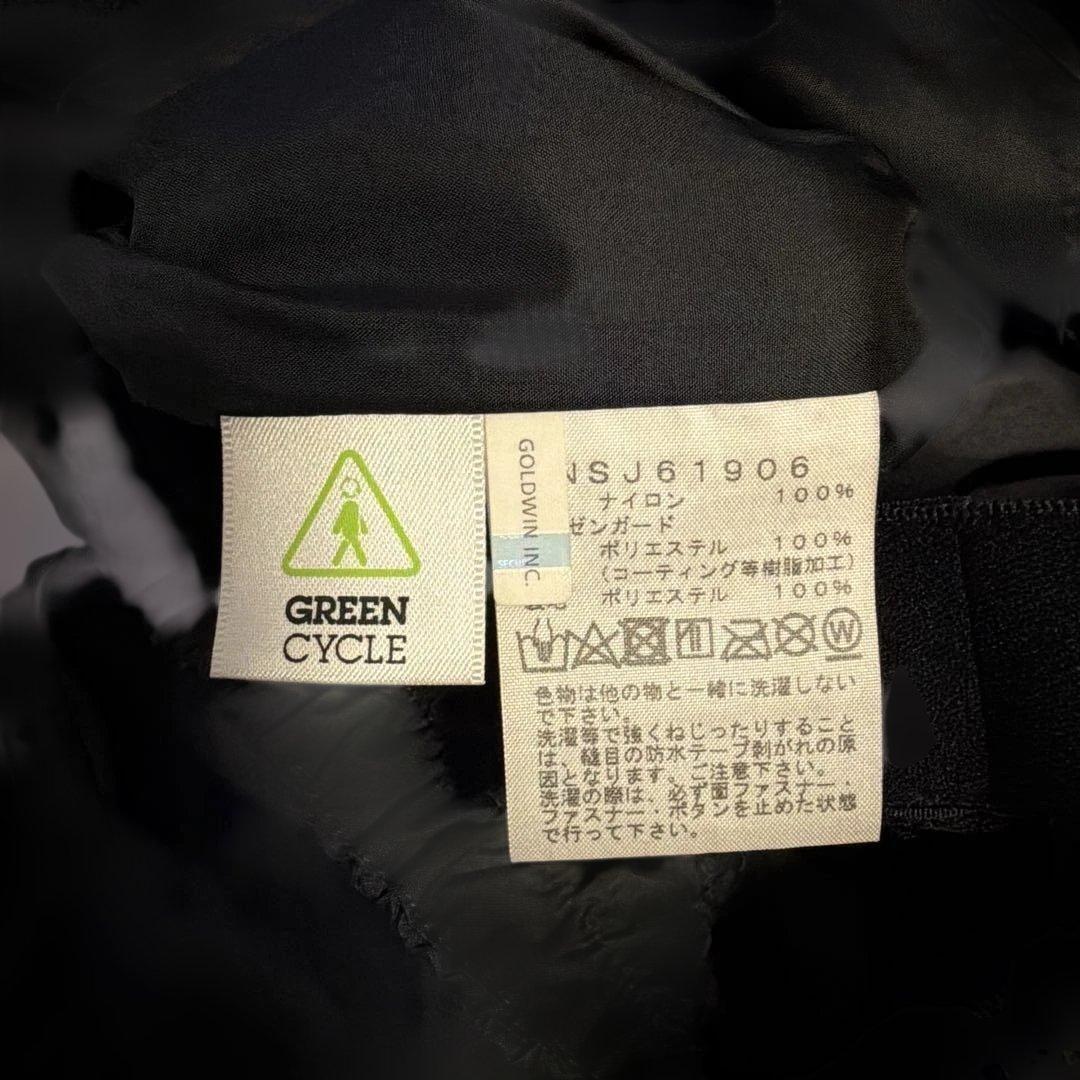 GREEN
CYCLE
GOLDWIN INC.
NSJ61906
ナイロン 100%
ゼンガード
ポリエステル 100%
(コーティング等樹脂加工)
ポリエステル 100%
W
色物は他の物と一緒に洗濯しない
で下さい。
洗濯等で強くねじったりすること
は、縫目の防水テープ剥がれの原
因となります。ご注意下さい。
洗濯の際は、必ず面ファスナー、
ファスナー、ボタンを止めた状態
で行って下さい。